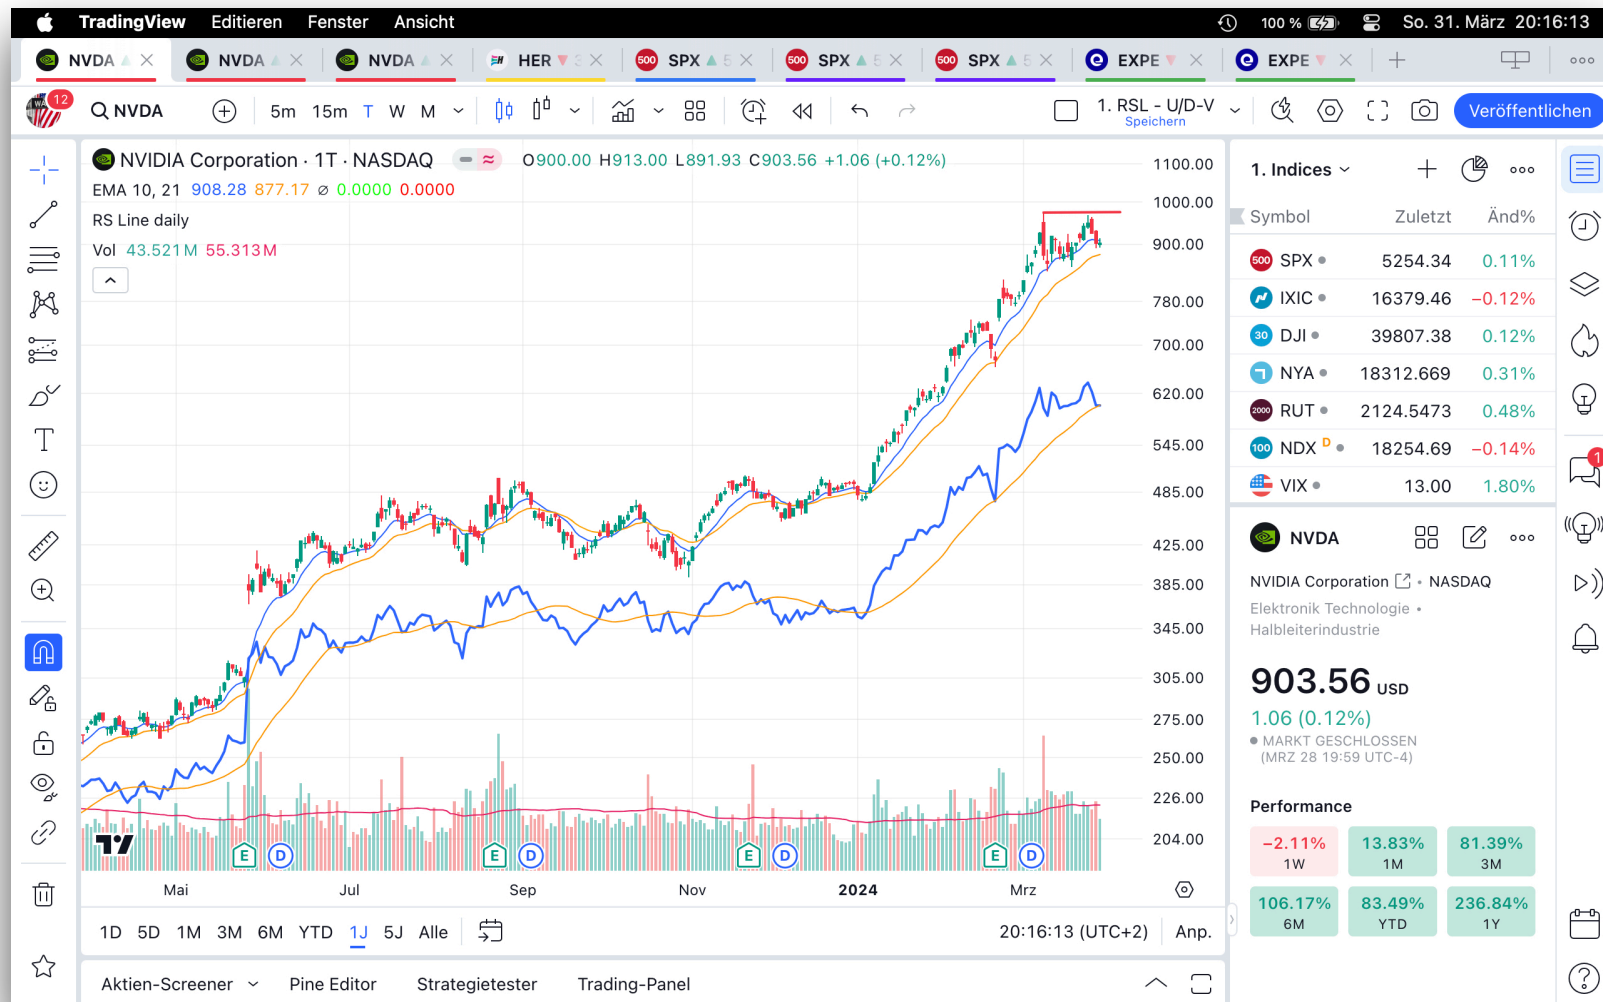 TradingView Editieren Fenster Ansicht 100 % So. 31. März 20:16:13
NVDA NVDA NVDA HER SPX 5 SPX 5 SPX 5 EXPE EXPE
12 NVDA 5m 15m T W M 1. RSL - U/D-V Speichern Veröffentlichen
NVIDIA Corporation · 1T · NASDAQ O900.00 H913.00 L891.93 C903.56 +1.06 (+0.12%)
EMA 10, 21 908.28 877.17 ⌀ 0.0000 0.0000
RS Line daily
Vol 43.521M 55.313M
1100.00
1000.00
900.00
780.00
700.00
620.00
545.00
485.00
425.00
385.00
345.00
305.00
275.00
250.00
226.00
204.00
E D E D E D E D
Mai Jul Sep Nov 2024 Mrz
1D 5D 1M 3M 6M YTD 1J 5J Alle 20:16:13 (UTC+2) Anp.
Aktien-Screener Pine Editor Strategietester Trading-Panel
1. Indices
Symbol Zuletzt Änd%
500 SPX 5254.34 0.11%
IXIC 16379.46 −0.12%
30 DJI 39807.38 0.12%
NYA 18312.669 0.31%
2000 RUT 2124.5473 0.48%
100 NDX D 18254.69 −0.14%
VIX 13.00 1.80%
NVDA
NVIDIA Corporation • NASDAQ
Elektronik Technologie •
Halbleiterindustrie
903.56 USD
1.06 (0.12%)
MARKT GESCHLOSSEN
(MRZ 28 19:59 UTC-4)
Performance
−2.11% 13.83% 81.39%
1W 1M 3M
106.17% 83.49% 236.84%
6M YTD 1Y
1